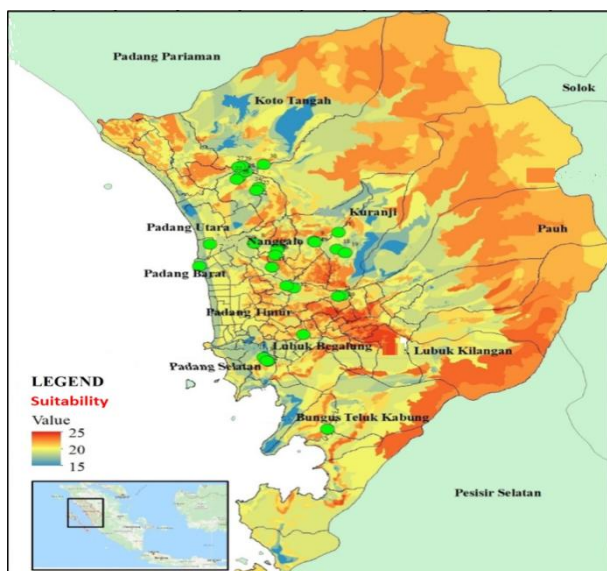 Padang Pariaman
Koto Tangah
Solok
Kuranji
Padang Utara
Nanggalo
Pauh
Padang Barat
Padang Timur
Lubuk Begalung
Lubuk Kilangan
Padang Selatan
LEGEND
Suitability
Value
25
20
15
Bungus Teluk Kabung
Pesisir Selatan